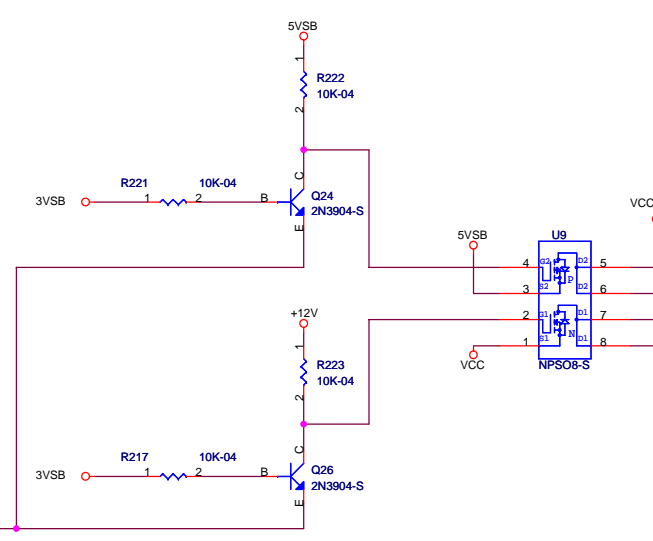 5VSB
1
R222
10K-04
2
R221 10K-04
C
3VSB 1 2 B
Q24
2N3904-S
E
VCC
5VSB
U9
4 G2 D2 5
P
3 S2 D2 6
+12V
2 G1 D1 7
N
1 S1 D1 8
VCC
NPSO8-S
1
R223
10K-04
2
R217 10K-04
C
3VSB 1 2 B
Q26
2N3904-S
E